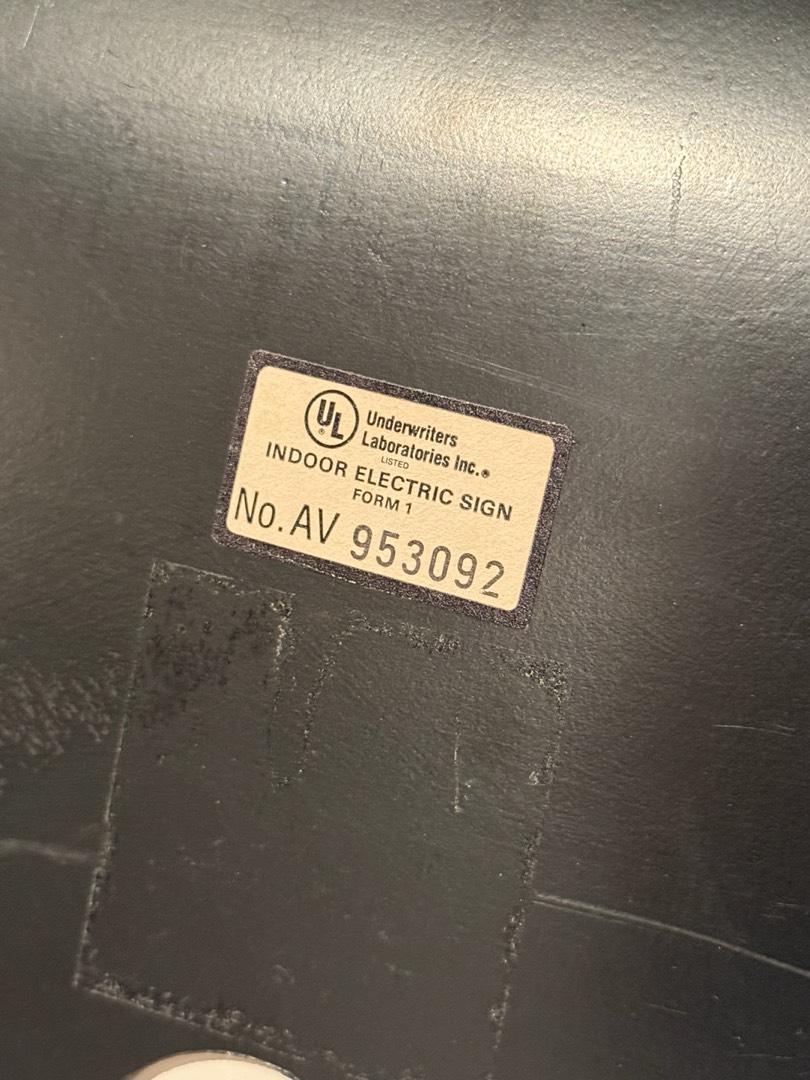 UL ®
Underwriters
Laboratories Inc.®
LISTED
INDOOR ELECTRIC SIGN
FORM 1
No. AV 953092